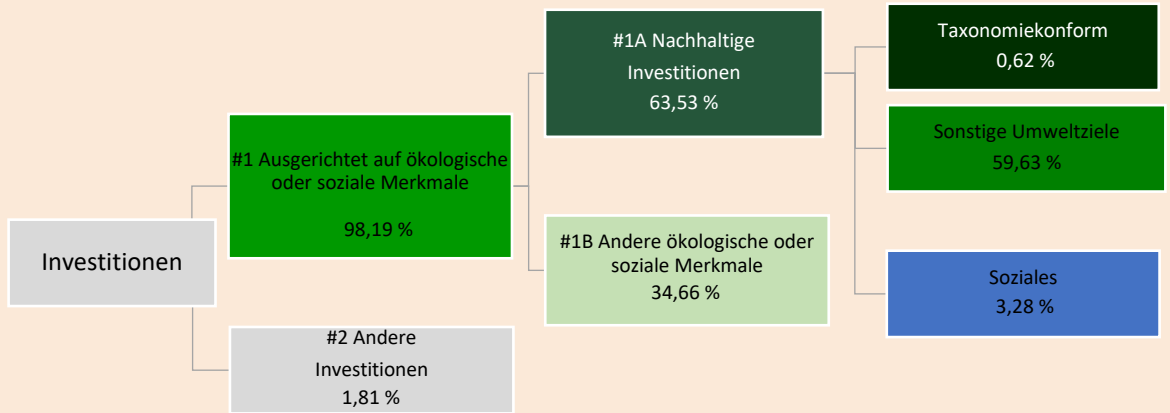 Investitionen
#1 Ausgerichtet auf ökologische
oder soziale Merkmale
98,19 %
#2 Andere
Investitionen
1,81 %
#1A Nachhaltige
Investitionen
63,53 %
#1B Andere ökologische oder
soziale Merkmale
34,66 %
Taxonomiekonform
0,62 %
Sonstige Umweltziele
59,63 %
Soziales
3,28 %